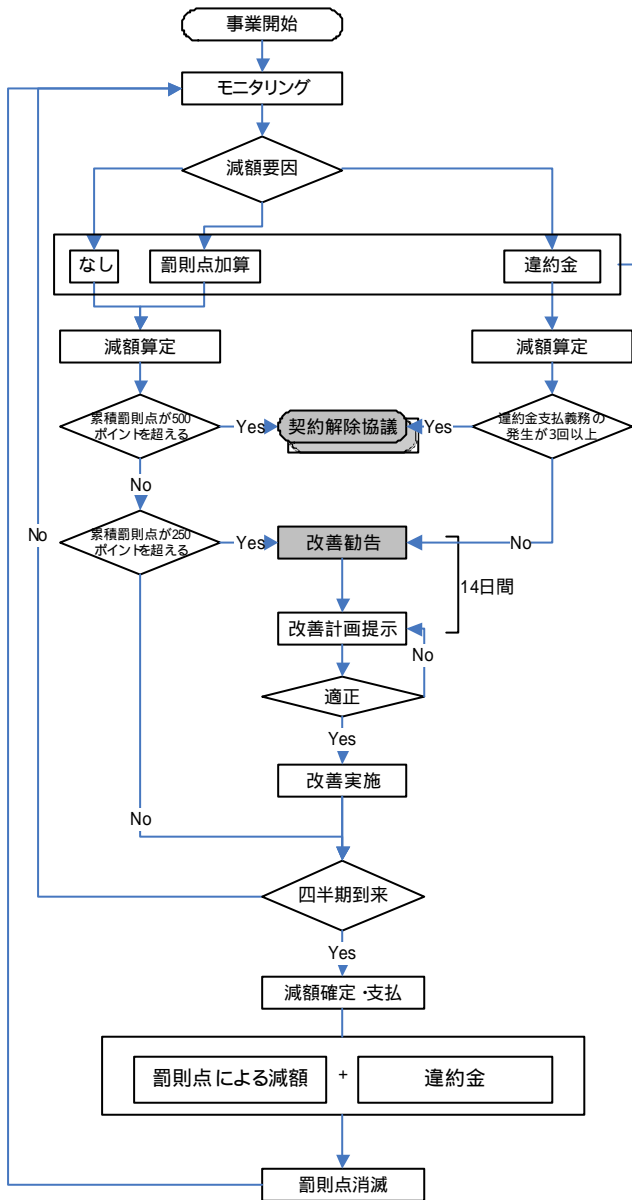 事業開始
モニタリング
減額要因
なし
罰則点加算
違約金
減額算定
減額算定
累積罰則点が500
ポイントを超える
Yes
契約解除協議
Yes
違約金支払義務の
発生が3回以上
No
No
累積罰則点が250
ポイントを超える
Yes
改善勧告
No
14日間
改善計画提示
No
適正
Yes
改善実施
No
四半期到来
Yes
減額確定・支払
罰則点による減額
+
違約金
罰則点消滅